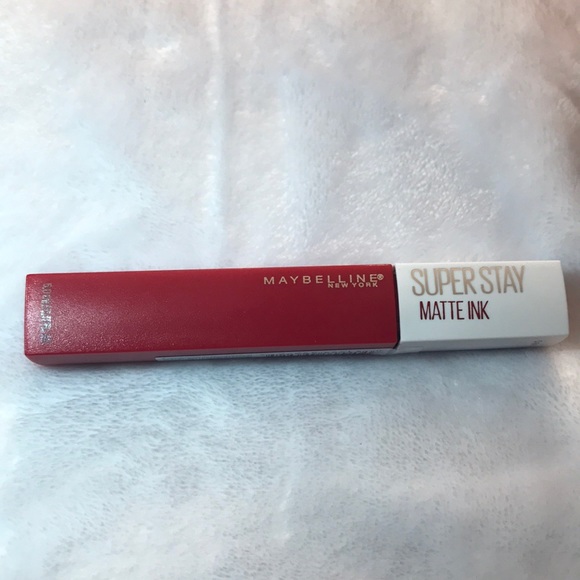 MAYBELLINE®
NEW YORK
SUPER STAY
MATTE INK